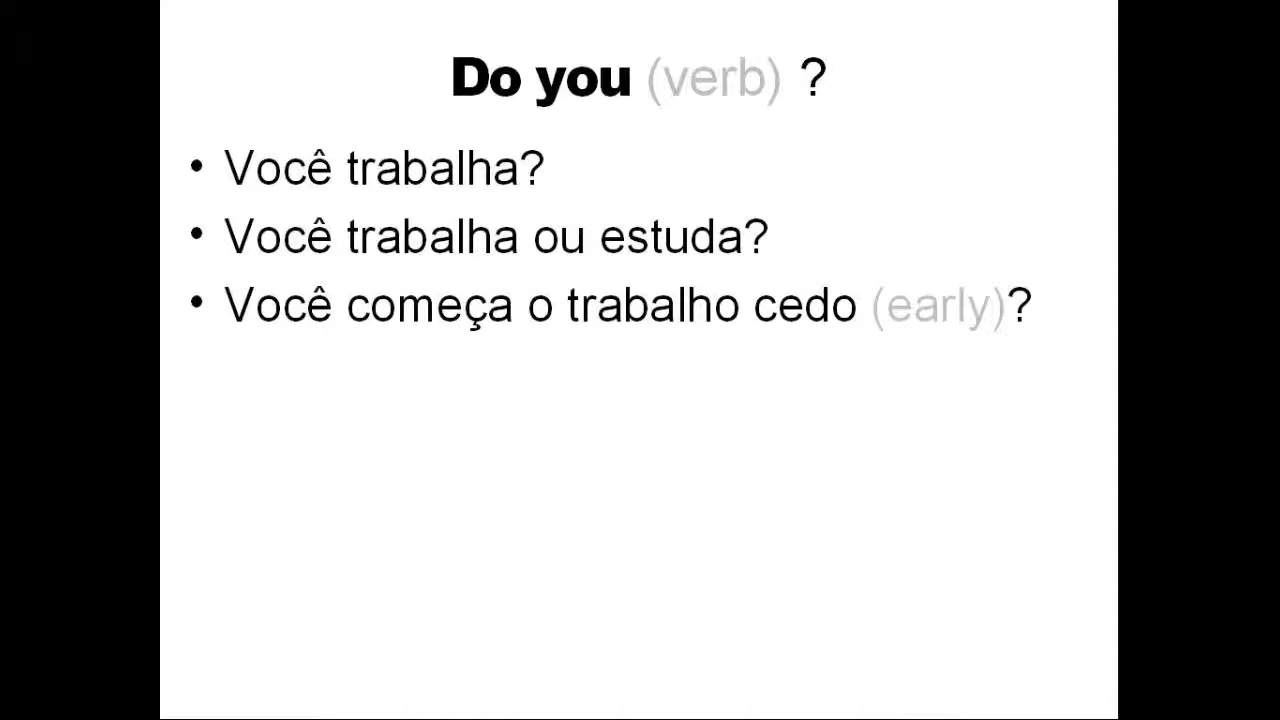 Do you (verb) ?
• Você trabalha?
• Você trabalha ou estuda?
• Você começa o trabalho cedo (early)?